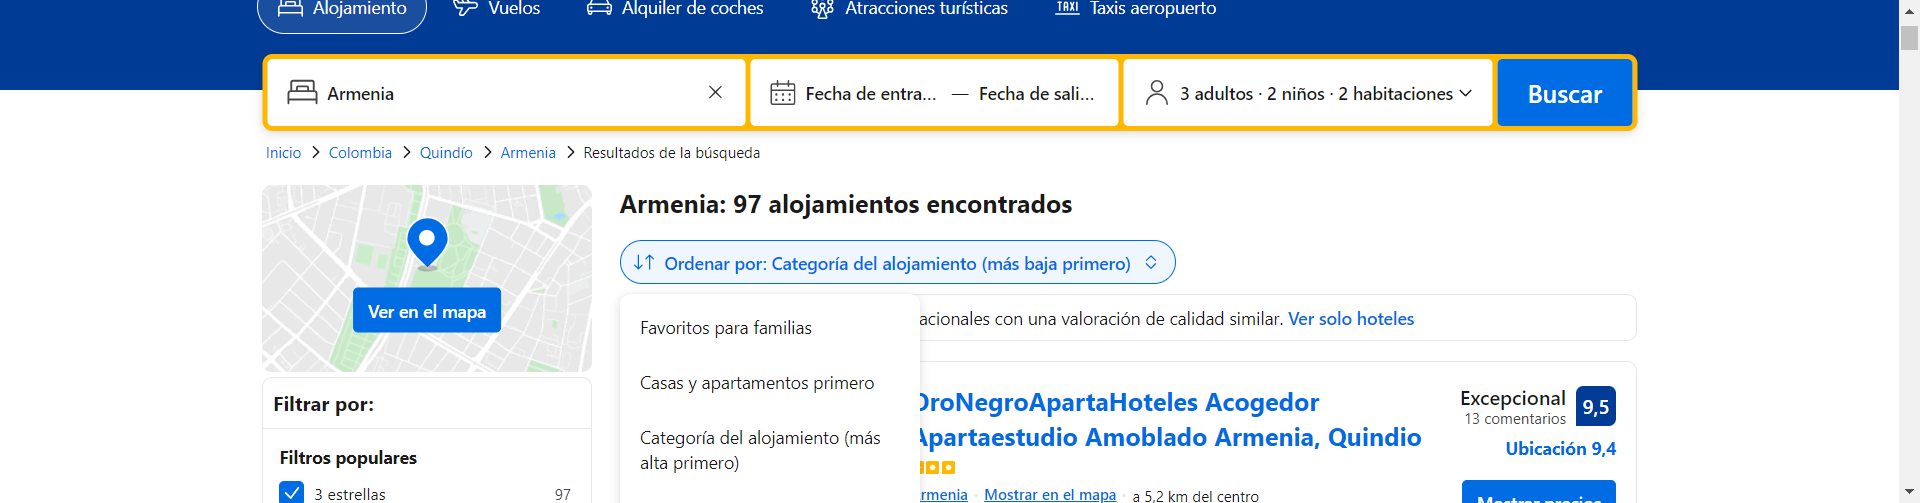 Alojamiento
Vuelos
Alquiler de coches
Atracciones turísticas
TAXI
Taxis aeropuerto
Armenia
Fecha de entra... — Fecha de sali...
3 adultos · 2 niños · 2 habitaciones
Buscar
Inicio
Colombia
Quindío
Armenia
Resultados de la búsqueda
Ver en el mapa
Filtrar por:
Filtros populares
3 estrellas
97
Armenia: 97 alojamientos encontrados
Ordenar por: Categoría del alojamiento (más baja primero)
Favoritos para familias
Casas y apartamentos primero
Categoría del alojamiento (más
alta primero)
acionales con una valoración de calidad similar. Ver solo hoteles
OroNegroApartaHoteles Acogedor
Apartaestudio Amoblado Armenia, Quindio
rmenia · Mostrar en el mapa · a 5,2 km del centro
Excepcional
13 comentarios
9,5
Ubicación 9,4
Mostrar precios